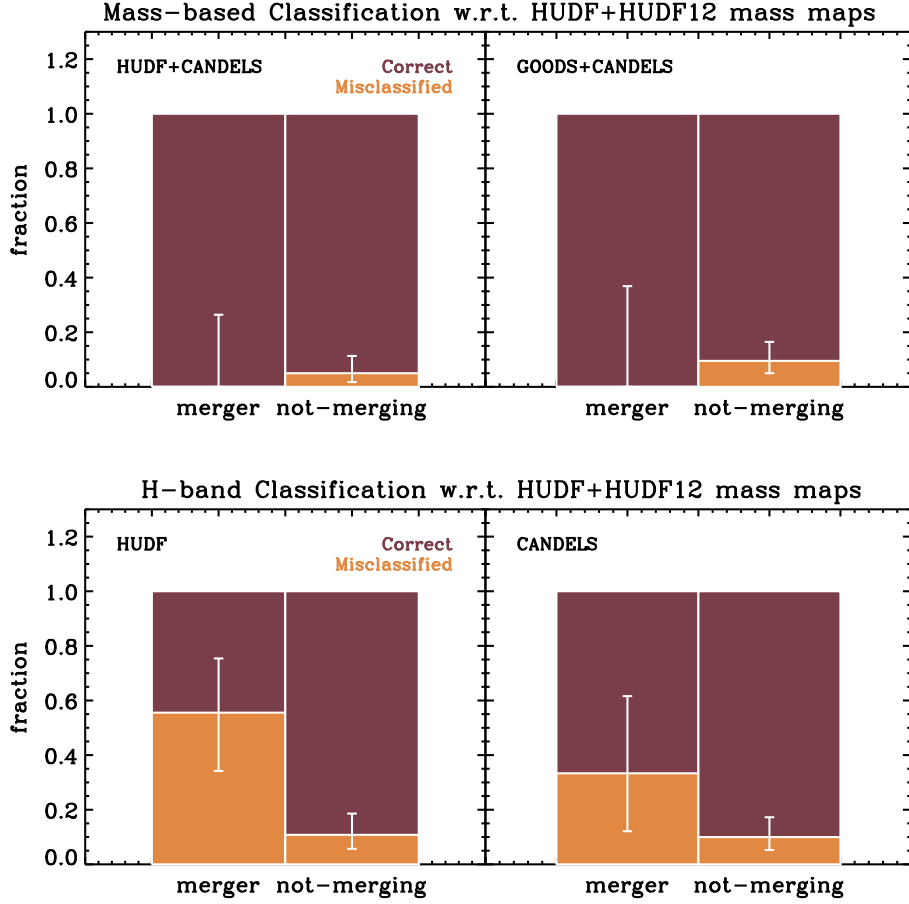 Mass-based Classification w.r.t. HUDF+HUDF12 mass maps
HUDF+CANDELS
Correct
Misclassified
GOODS+CANDELS
1.2
1.0
0.8
0.6
0.4
0.2
0.0
fraction
merger not-merging
merger not-merging
H-band Classification w.r.t. HUDF+HUDF12 mass maps
HUDF
Correct
Misclassified
CANDELS
1.2
1.0
0.8
0.6
0.4
0.2
0.0
fraction
merger not-merging
merger not-merging